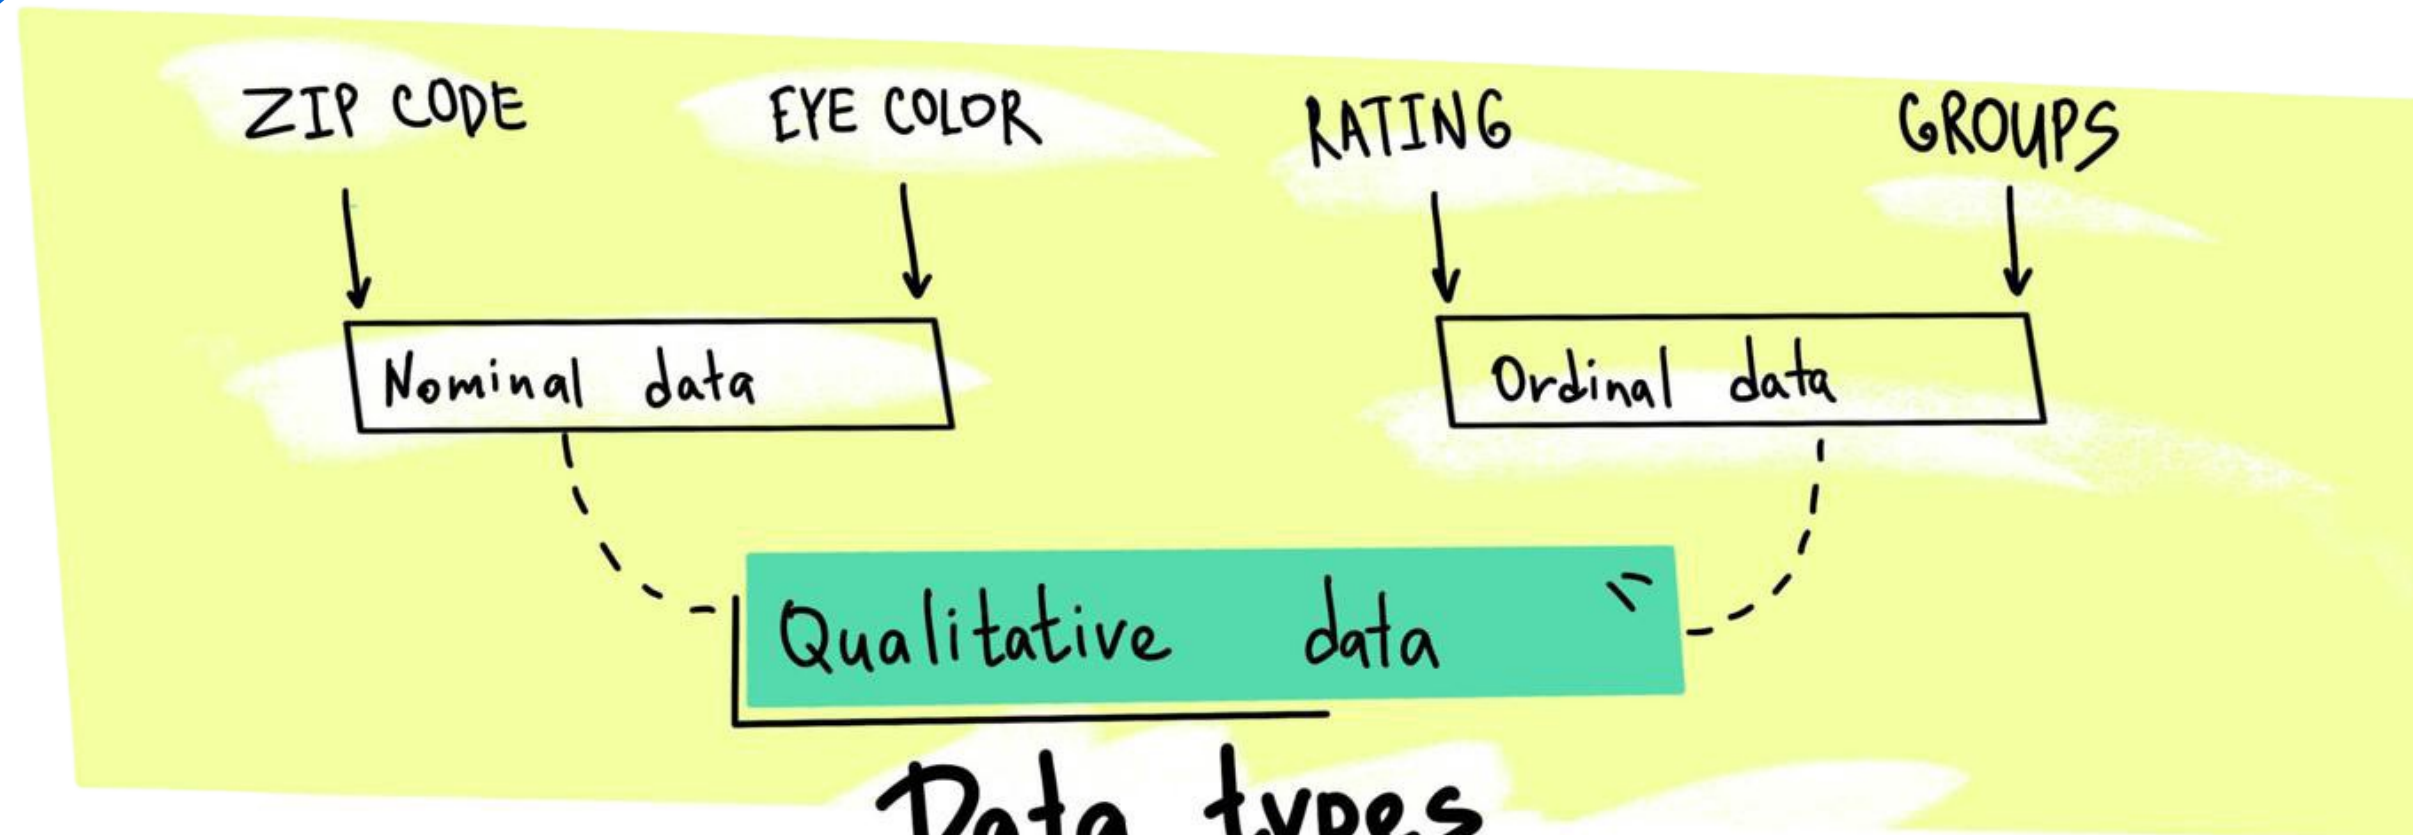 ZIP CODE
EYE COLOR
RATING
GROUPS
Nominal data
Ordinal data
Qualitative data
Data types